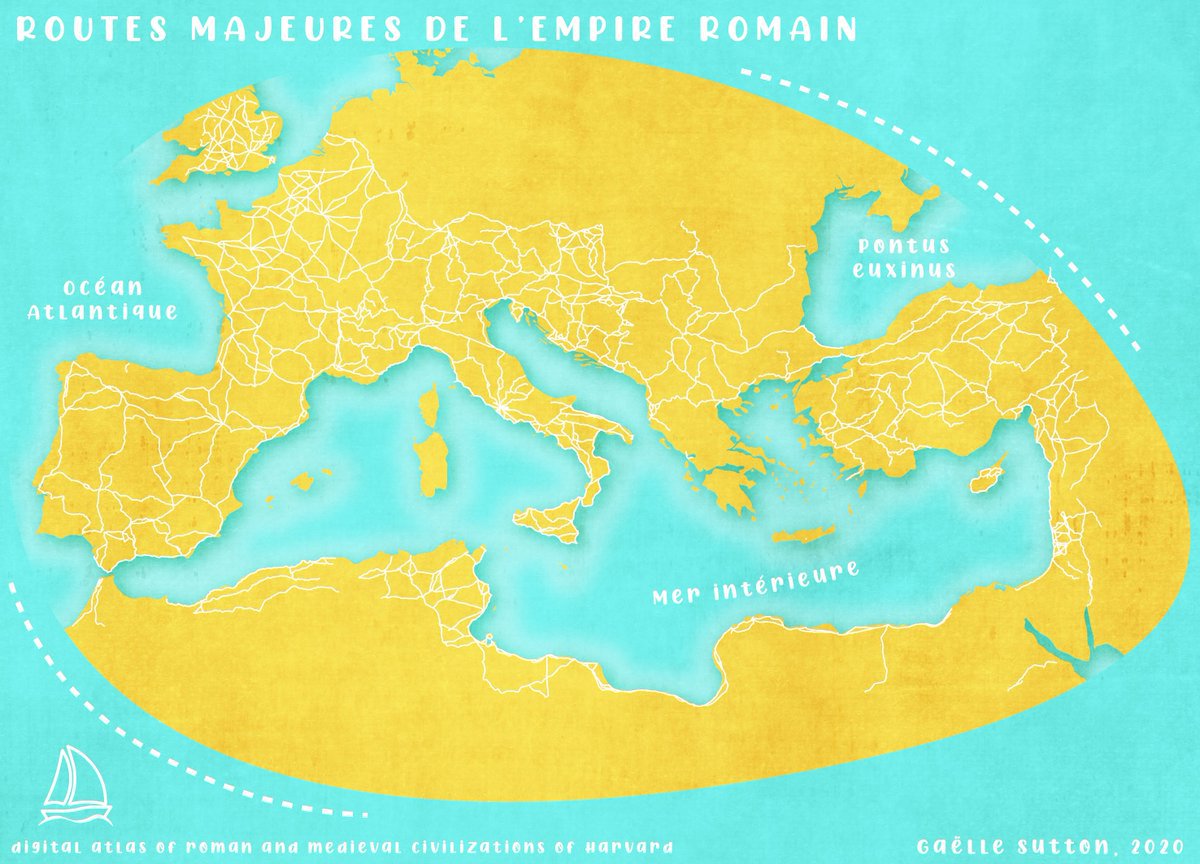 ROUTES MAJEURES DE L'EMPIRE ROMAIN
Pontus
euxinus
Océan
Atlantique
Mer intérieure
digital atlas of roman and medieval civilizations of Harvard
Gaëlle Sutton, 2020